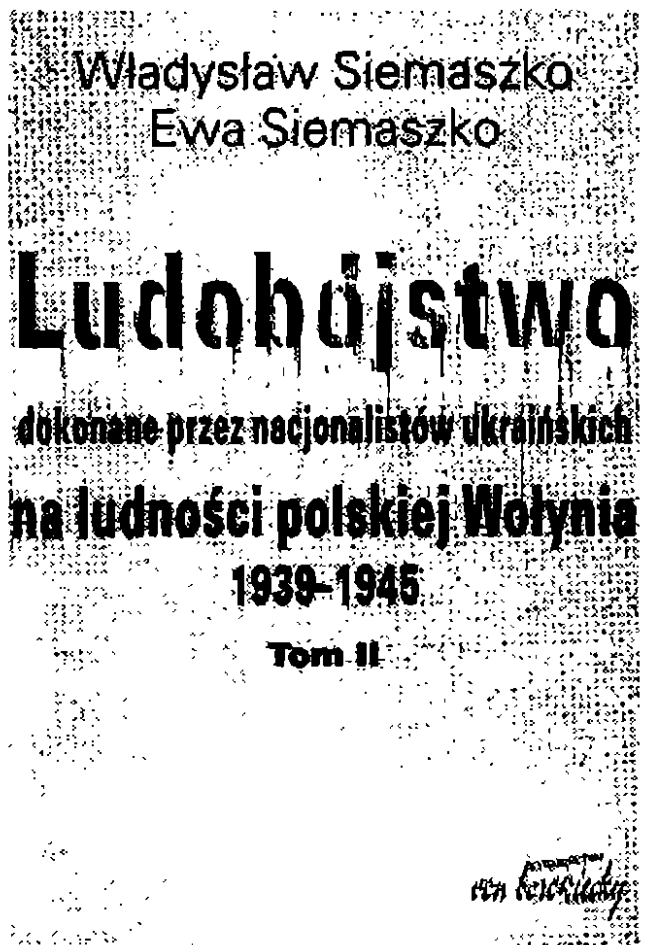 Władysław Siemaszko
Ewa Siemaszko
Ludobójstwo
dokonane przez nacjonalistów ukraińskich
na ludności polskiej Wołynia
1939–1945
Tom II